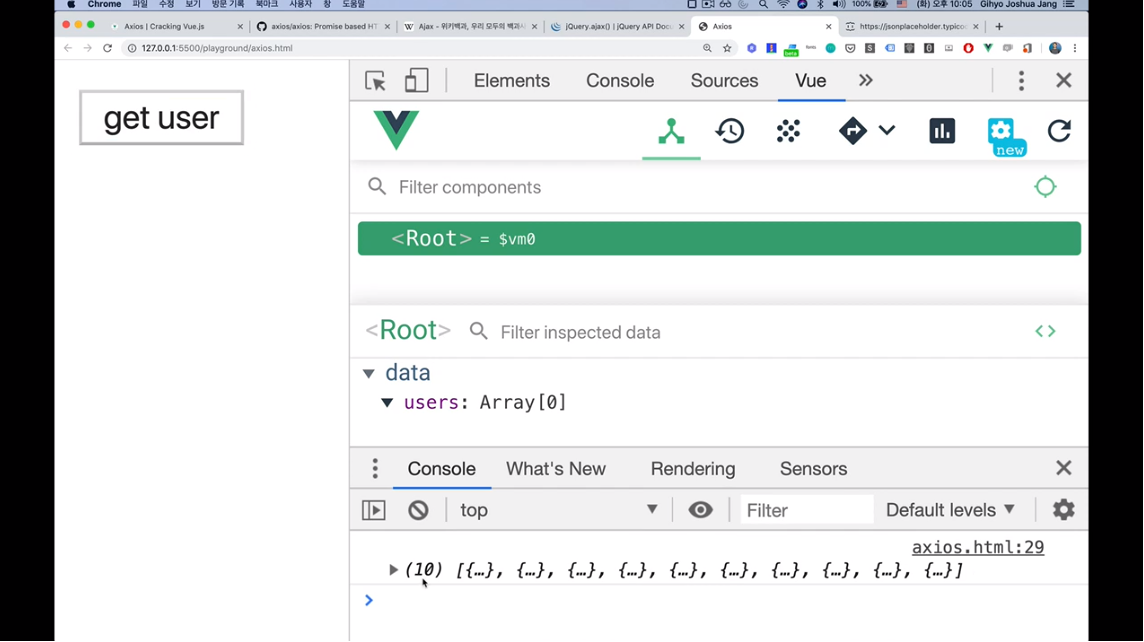 Chrome 파일 수정 보기 방문 기록 북마크 사용자 창 도움말 100% (화) 10:05 Gihyo Joshua Jang
Axios | Cracking Vue.js
axios/axios: Promise based HT
Ajax - 위키백과, 우리 모두의 백과사
jQuery.ajax() | jQuery API Docu
Axios
https://jsonplaceholder.typicod
127.0.0.1:5500/playground/axios.html
beta
get user
Elements Console Sources Vue
new
Filter components
<Root> = $vm0
<Root> Filter inspected data
data
users: Array[0]
Console What's New Rendering Sensors
top Filter Default levels
axios.html:29
(10) [{…}, {…}, {…}, {…}, {…}, {…}, {…}, {…}, {…}, {…}]